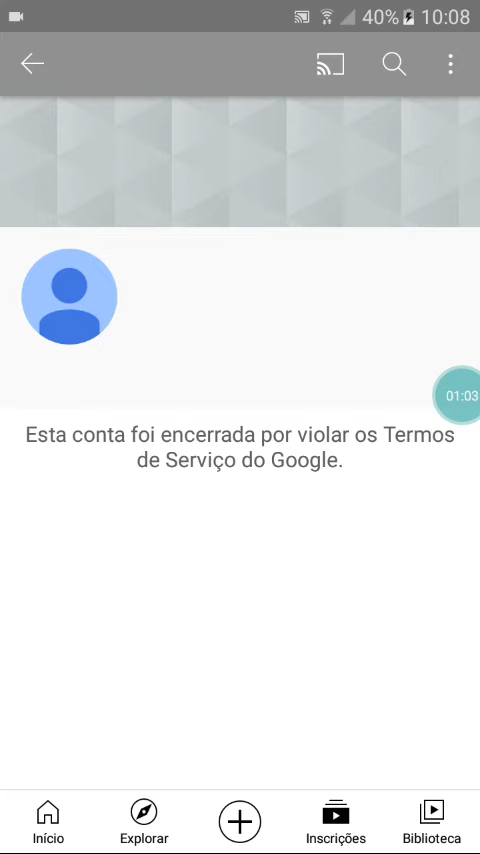 40% 10:08
01:03
Esta conta foi encerrada por violar os Termos
de Serviço do Google.
Início Explorar Inscrições Biblioteca